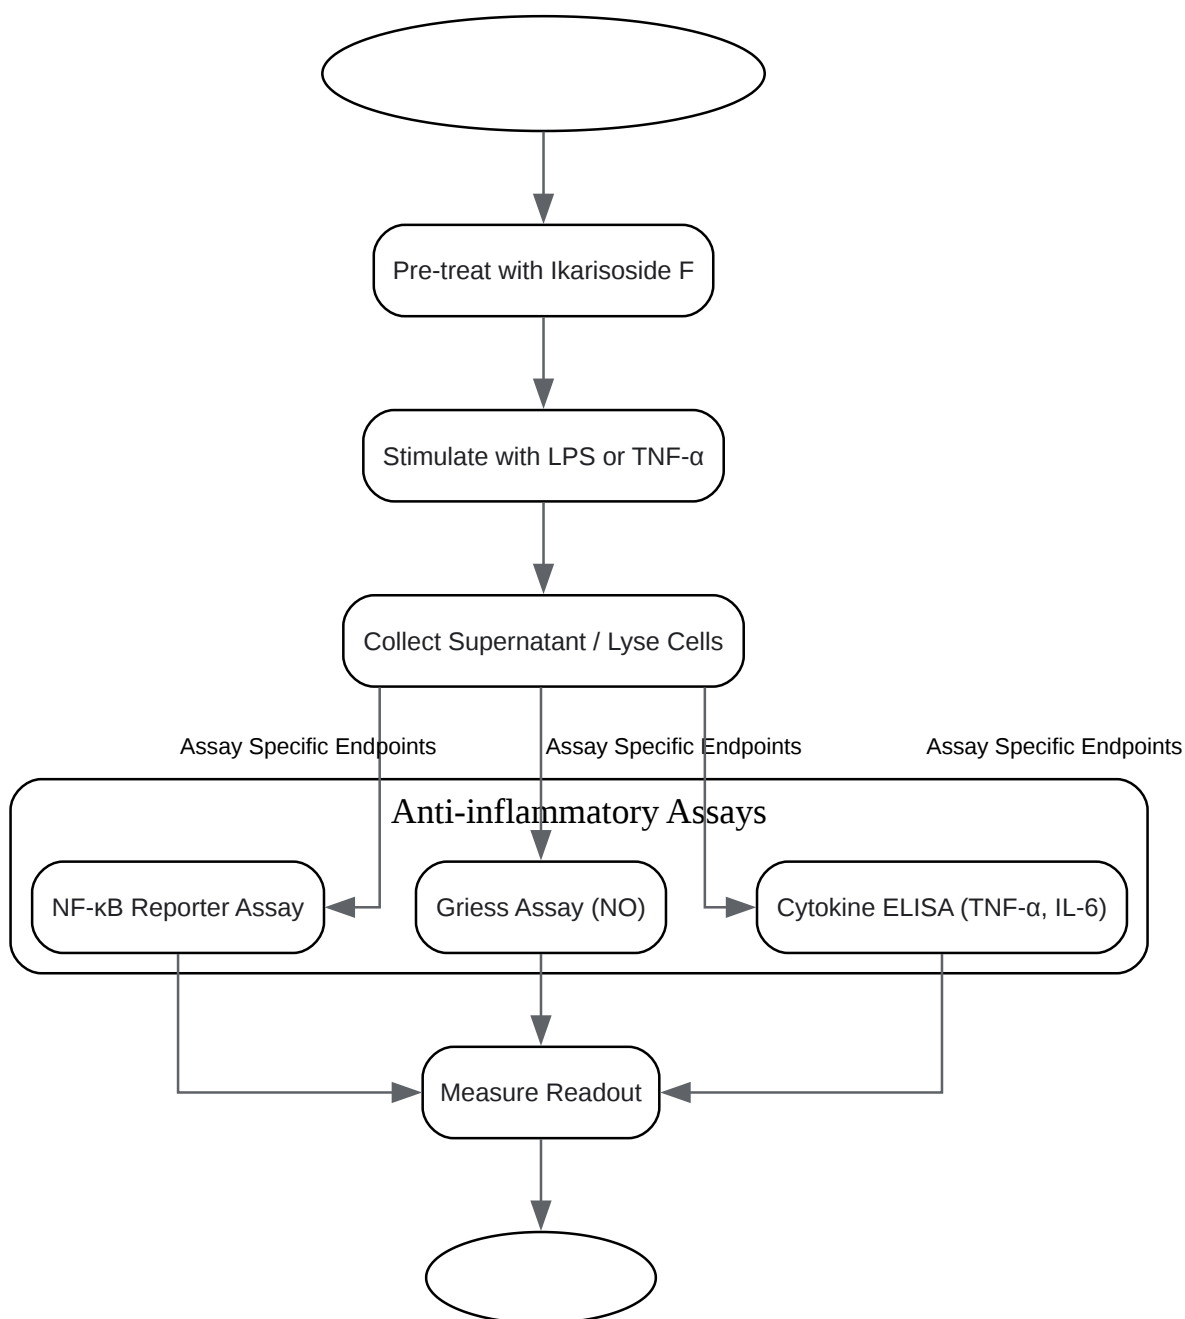 Pre-treat with Ikarisoside F
Stimulate with LPS or TNF-α
Collect Supernatant / Lyse Cells
Assay Specific Endpoints
Assay Specific Endpoints
Assay Specific Endpoints
Anti-inflammatory Assays
NF-κB Reporter Assay
Griess Assay (NO)
Cytokine ELISA (TNF-α, IL-6)
Measure Readout